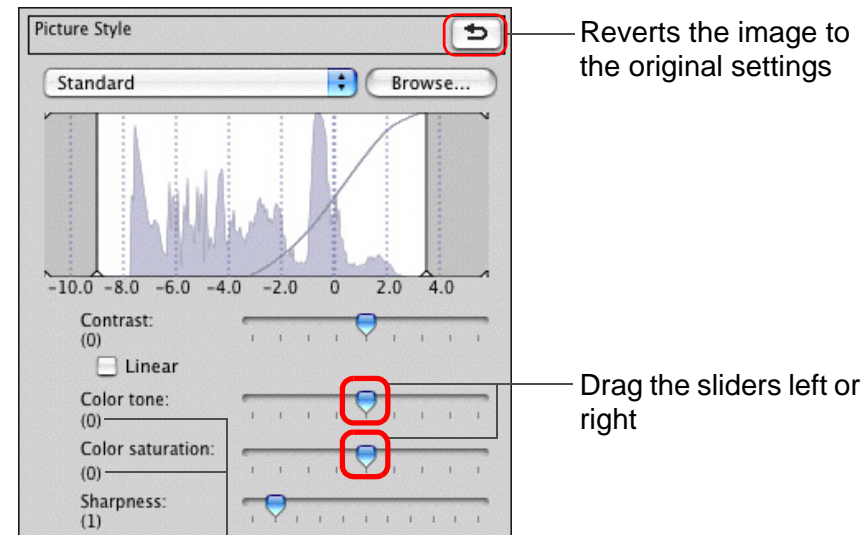 Picture Style
Reverts the image to
the original settings
Standard
Browse...
-10.0 -8.0 -6.0 -4.0 -2.0 0 2.0 4.0
Contrast:
(0)
Linear
Color tone:
(0)
Drag the sliders left or
right
Color saturation:
(0)
Sharpness:
(1)